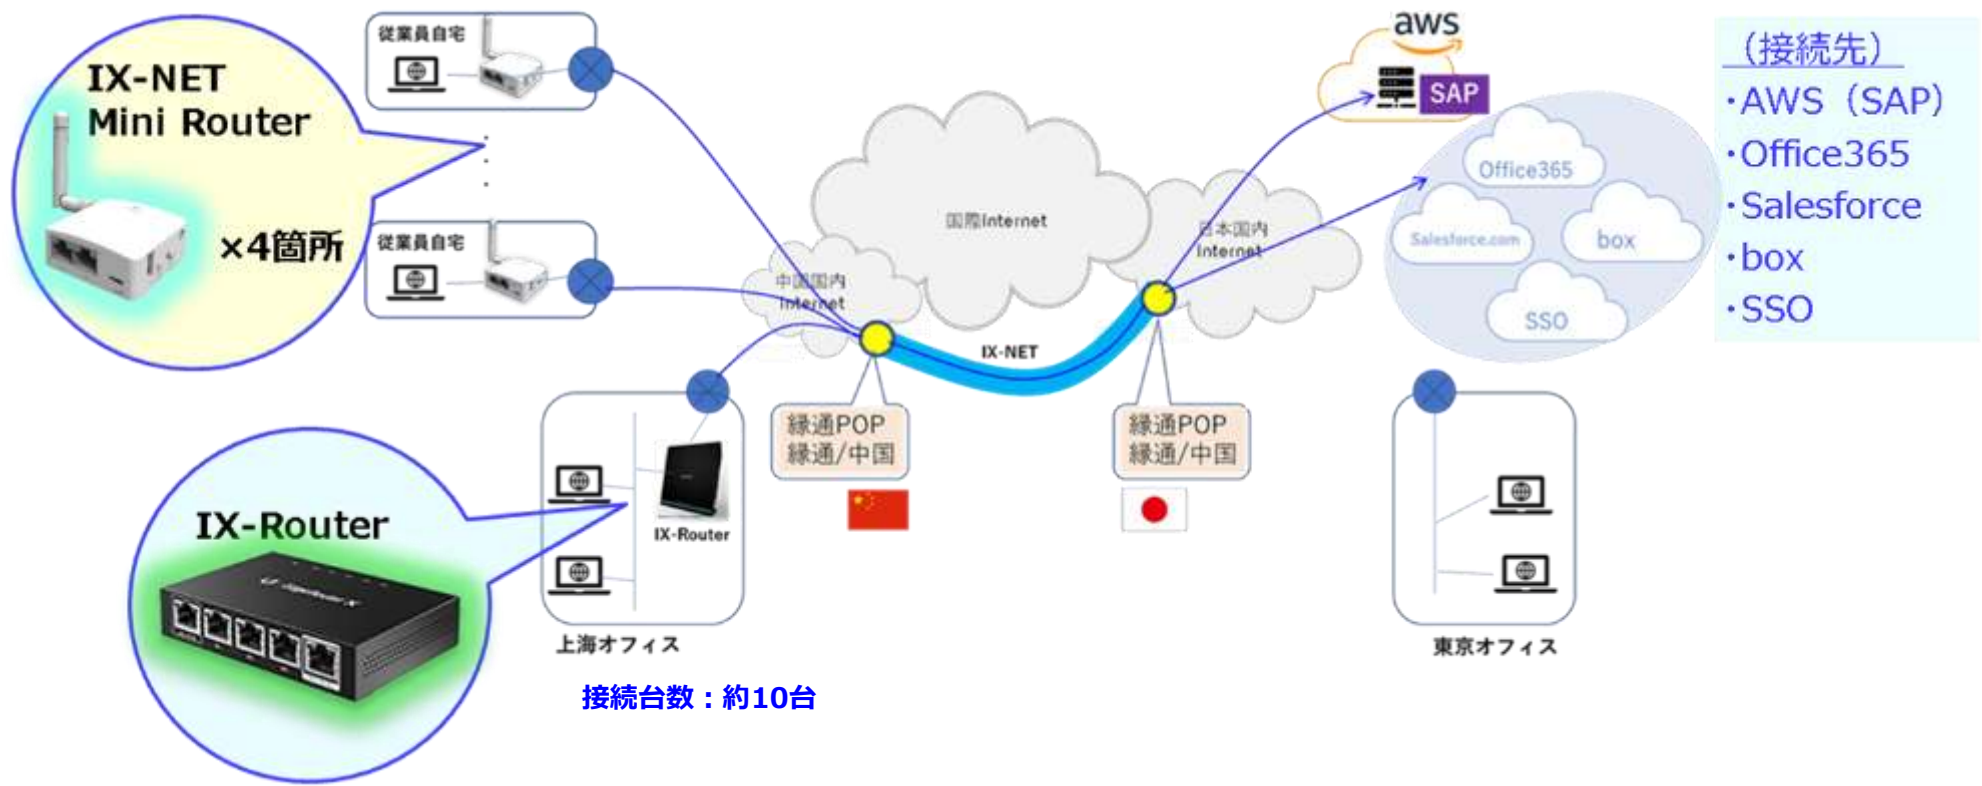 IX-NET
Mini Router
×4箇所
従業員自宅
従業員自宅
IX-Router
IX-Router
上海オフィス
接続台数：約10台
中国国内
Internet
国際Internet
日本国内
Internet
IX-NET
縁通POP
縁通/中国
縁通POP
縁通/中国
aws
SAP
Office365
Salesforce.com
box
SSO
東京オフィス
（接続先）
・AWS（SAP）
・Office365
・Salesforce
・box
・SSO